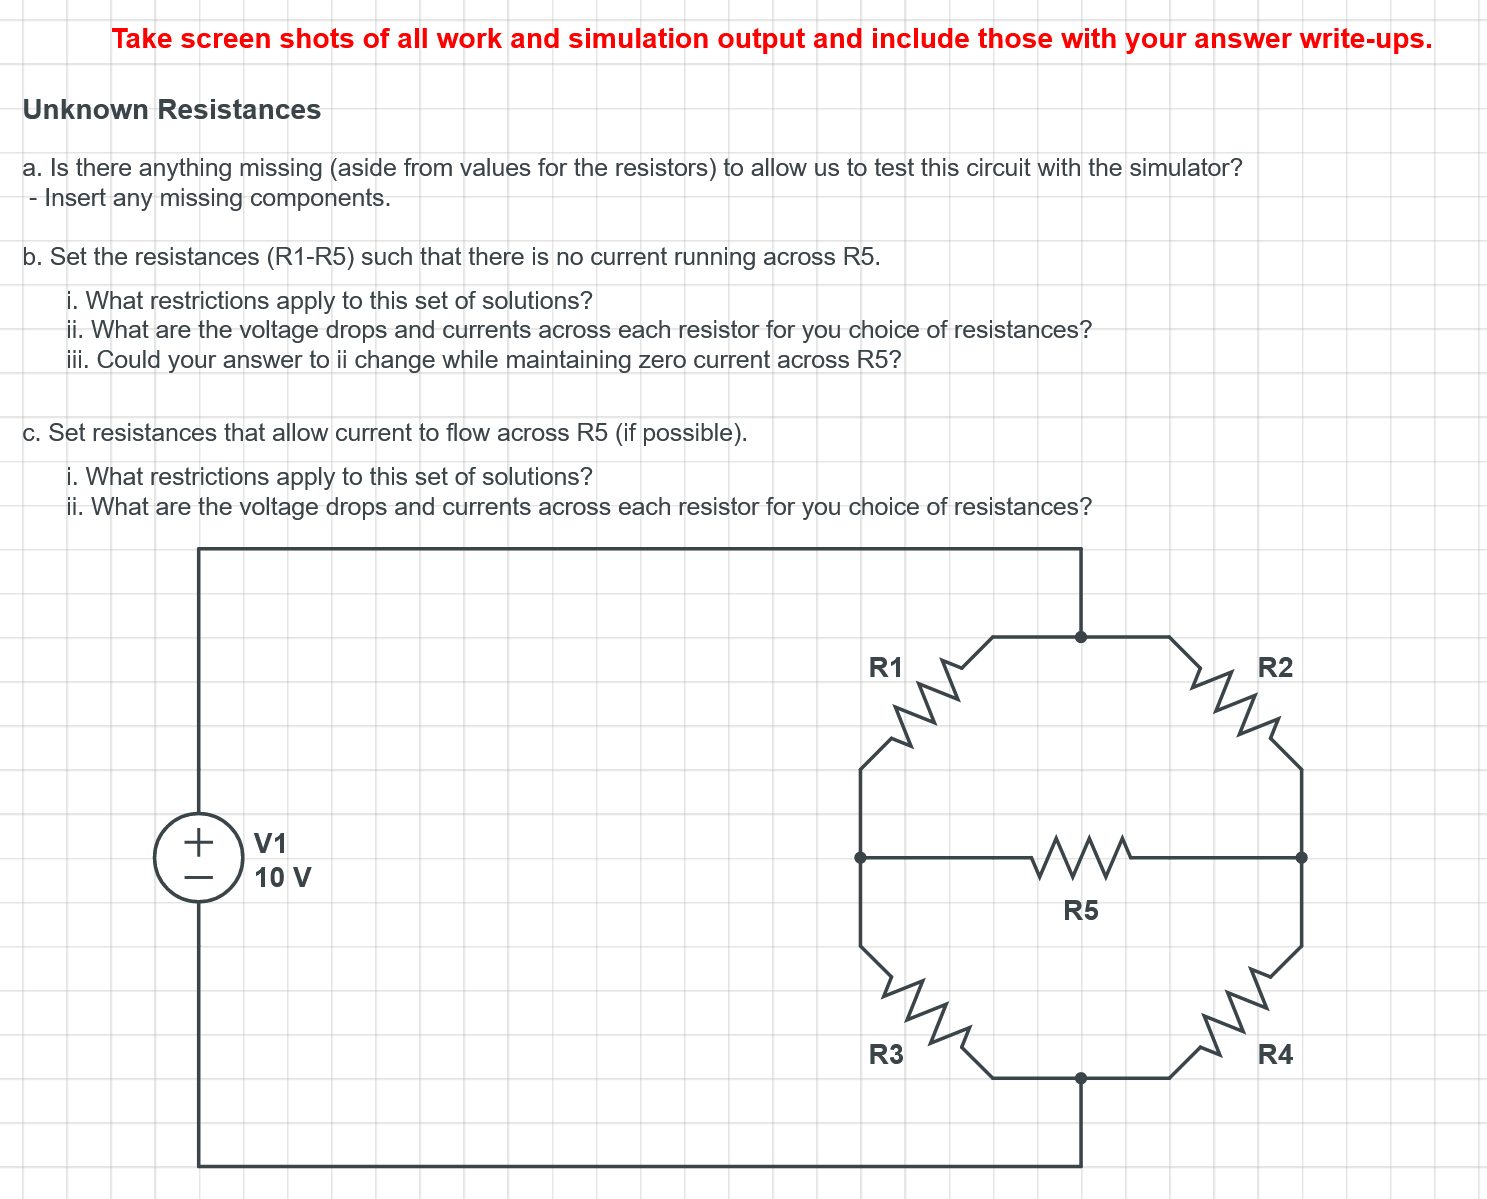 Take screen shots of all work and simulation output and include those with your answer write-ups.
Unknown Resistances
a. Is there anything missing (aside from values for the resistors) to allow us to test this circuit with the simulator?
- Insert any missing components.
b. Set the resistances (R1-R5) such that there is no current running across R5.
i. What restrictions apply to this set of solutions?
ii. What are the voltage drops and currents across each resistor for you choice of resistances?
iii. Could your answer to ii change while maintaining zero current across R5?
c. Set resistances that allow current to flow across R5 (if possible).
i. What restrictions apply to this set of solutions?
ii. What are the voltage drops and currents across each resistor for you choice of resistances?
R1
R2
V1
10 V
R5
R3
R4